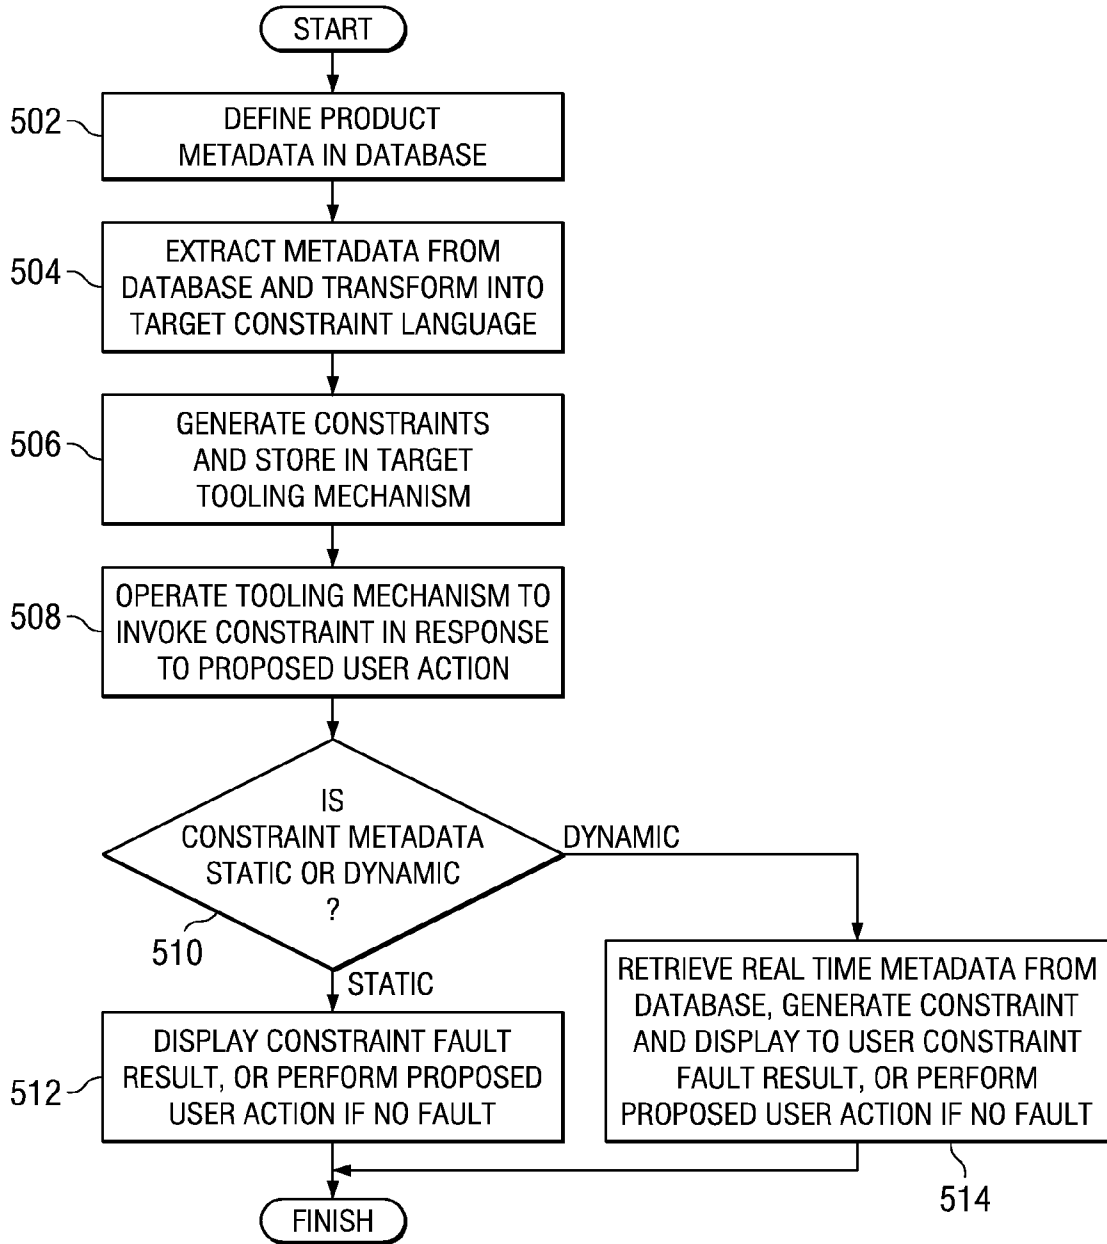 START
502
DEFINE PRODUCT
METADATA IN DATABASE
504
EXTRACT METADATA FROM
DATABASE AND TRANSFORM INTO
TARGET CONSTRAINT LANGUAGE
506
GENERATE CONSTRAINTS
AND STORE IN TARGET
TOOLING MECHANISM
508
OPERATE TOOLING MECHANISM TO
INVOKE CONSTRAINT IN RESPONSE
TO PROPOSED USER ACTION
IS
CONSTRAINT METADATA
STATIC OR DYNAMIC
?
510
DYNAMIC
STATIC
512
DISPLAY CONSTRAINT FAULT
RESULT, OR PERFORM PROPOSED
USER ACTION IF NO FAULT
RETRIEVE REAL TIME METADATA FROM
DATABASE, GENERATE CONSTRAINT
AND DISPLAY TO USER CONSTRAINT
FAULT RESULT, OR PERFORM
PROPOSED USER ACTION IF NO FAULT
514
FINISH